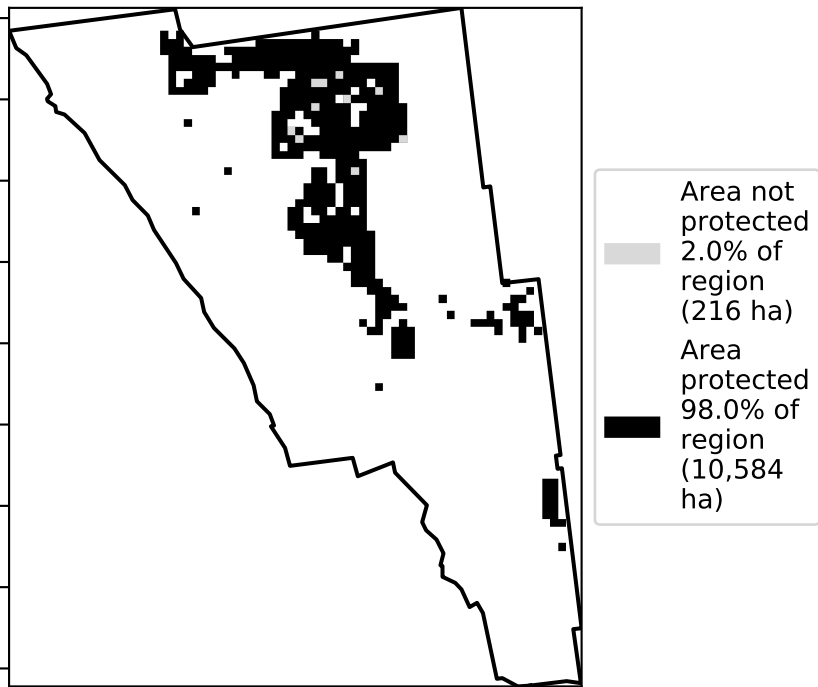 Area not
protected
2.0% of
region
(216 ha)
Area
protected
98.0% of
region
(10,584
ha)